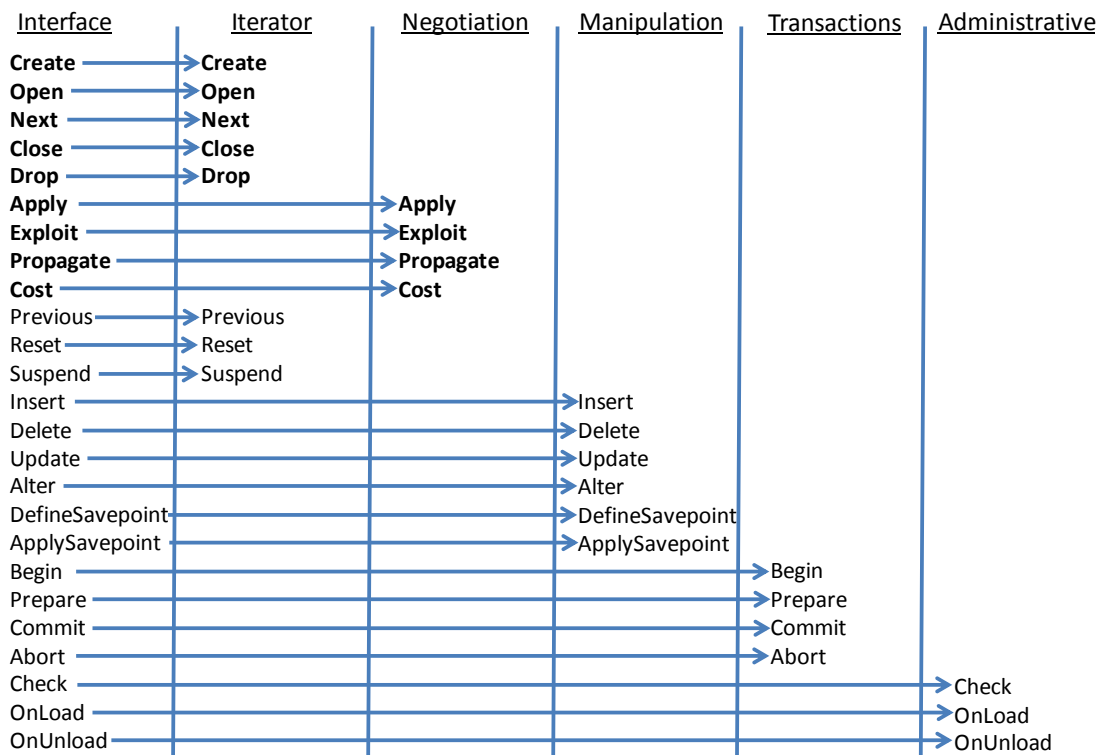 Interface Iterator Negotiation Manipulation Transactions Administrative
Create Create
Open Open
Next Next
Close Close
Drop Drop
Apply Apply
Exploit Exploit
Propagate Propagate
Cost Cost
Previous Previous
Reset Reset
Suspend Suspend
Insert Insert
Delete Delete
Update Update
Alter Alter
DefineSavepoint DefineSavepoint
ApplySavepoint ApplySavepoint
Begin Begin
Prepare Prepare
Commit Commit
Abort Abort
Check Check
OnLoad OnLoad
OnUnload OnUnload